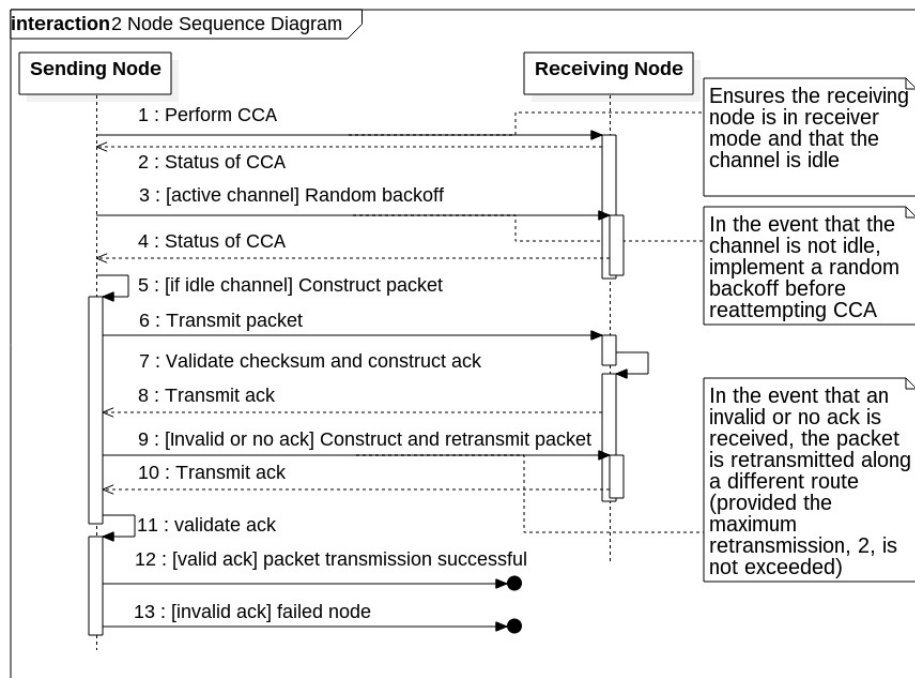 interaction 2 Node Sequence Diagram
Sending Node
Receiving Node
1 : Perform CCA
Ensures the receiving
node is in receiver
mode and that the
channel is idle
2 : Status of CCA
3 : [active channel] Random backoff
4 : Status of CCA
In the event that the
channel is not idle,
implement a random
backoff before
reattempting CCA
5 : [if idle channel] Construct packet
6 : Transmit packet
7 : Validate checksum and construct ack
8 : Transmit ack
9 : [Invalid or no ack] Construct and retransmit packet
10 : Transmit ack
In the event that an
invalid or no ack is
received, the packet
is retransmitted along
a different route
(provided the
maximum
retransmission, 2, is
not exceeded)
11 : validate ack
12 : [valid ack] packet transmission successful
13 : [invalid ack] failed node